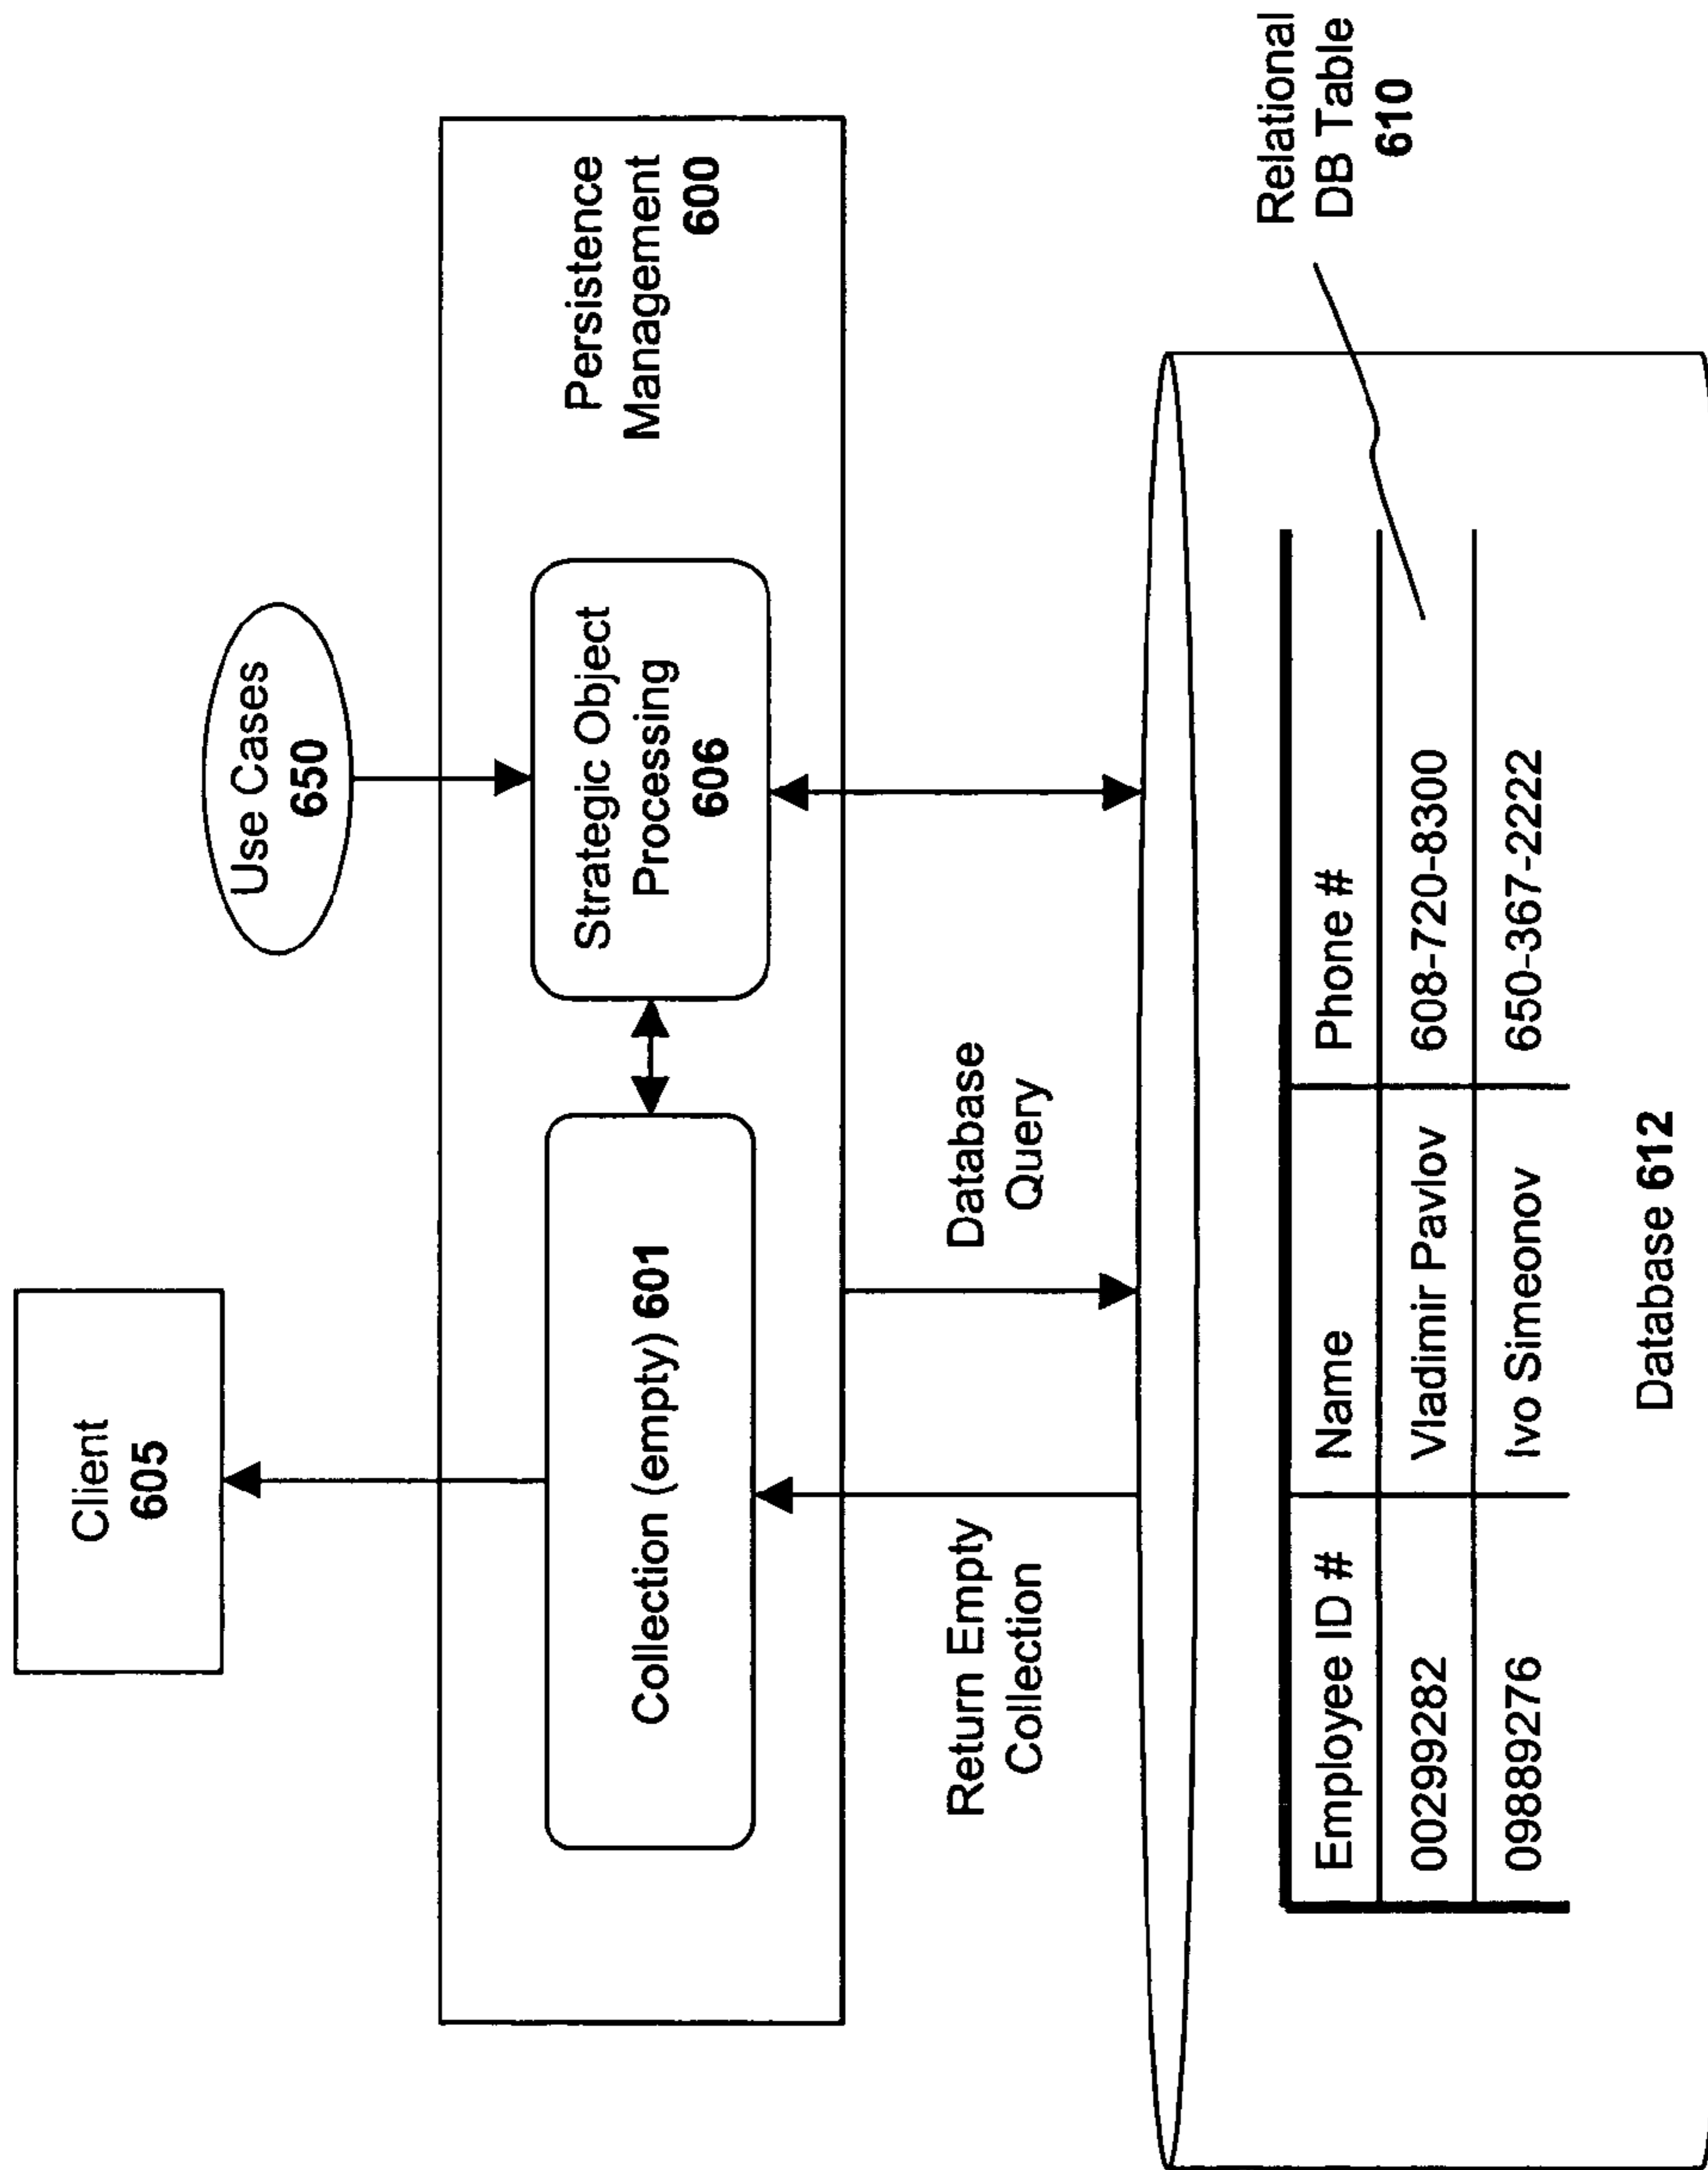 Client
605
Use Cases
650
Collection (empty) 601
Strategic Object
Processing
606
Persistence
Management
600
Return Empty
Collection
Database
Query
Relational
DB Table
610
Employee ID # Name Phone #
00299282 Vladimir Pavlov 608-720-8300
09889276 Ivo Simeonov 650-367-2222
Database 612